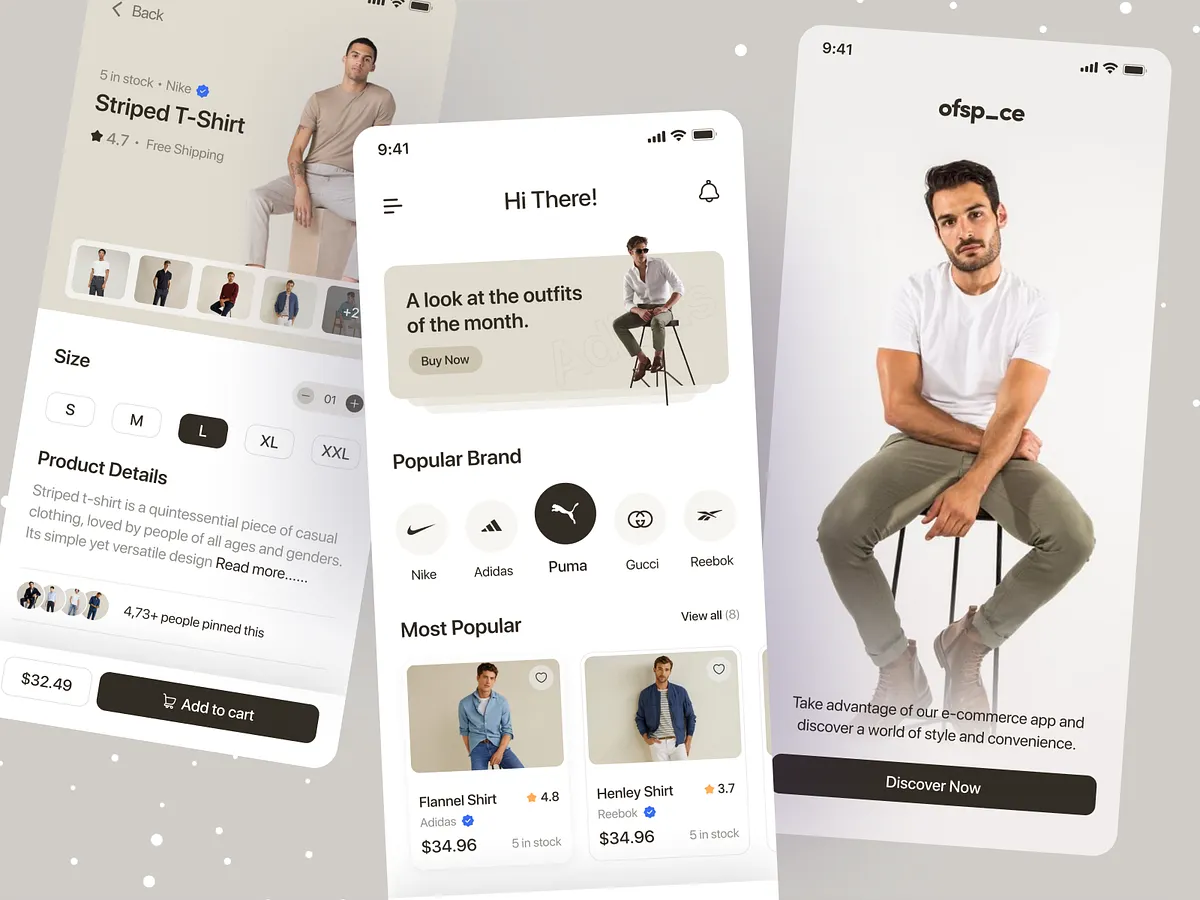 Back
5 in stock • Nike
Striped T-Shirt
4.7 • Free Shipping
+2
Size
01
S
M
L
XL
XXL
Product Details
Striped t-shirt is a quintessential piece of casual
clothing, loved by people of all ages and genders.
Its simple yet versatile design Read more......
4,73+ people pinned this
$32.49
Add to cart
9:41
Hi There!
A look at the outfits
of the month.
Buy Now
Popular Brand
Nike
Adidas
Puma
Gucci
Reebok
Most Popular
View all (8)
Flannel Shirt
4.8
Adidas
$34.96
5 in stock
Henley Shirt
3.7
Reebok
$34.96
5 in stock
9:41
ofsp_ce
Take advantage of our e-commerce app and
discover a world of style and convenience.
Discover Now